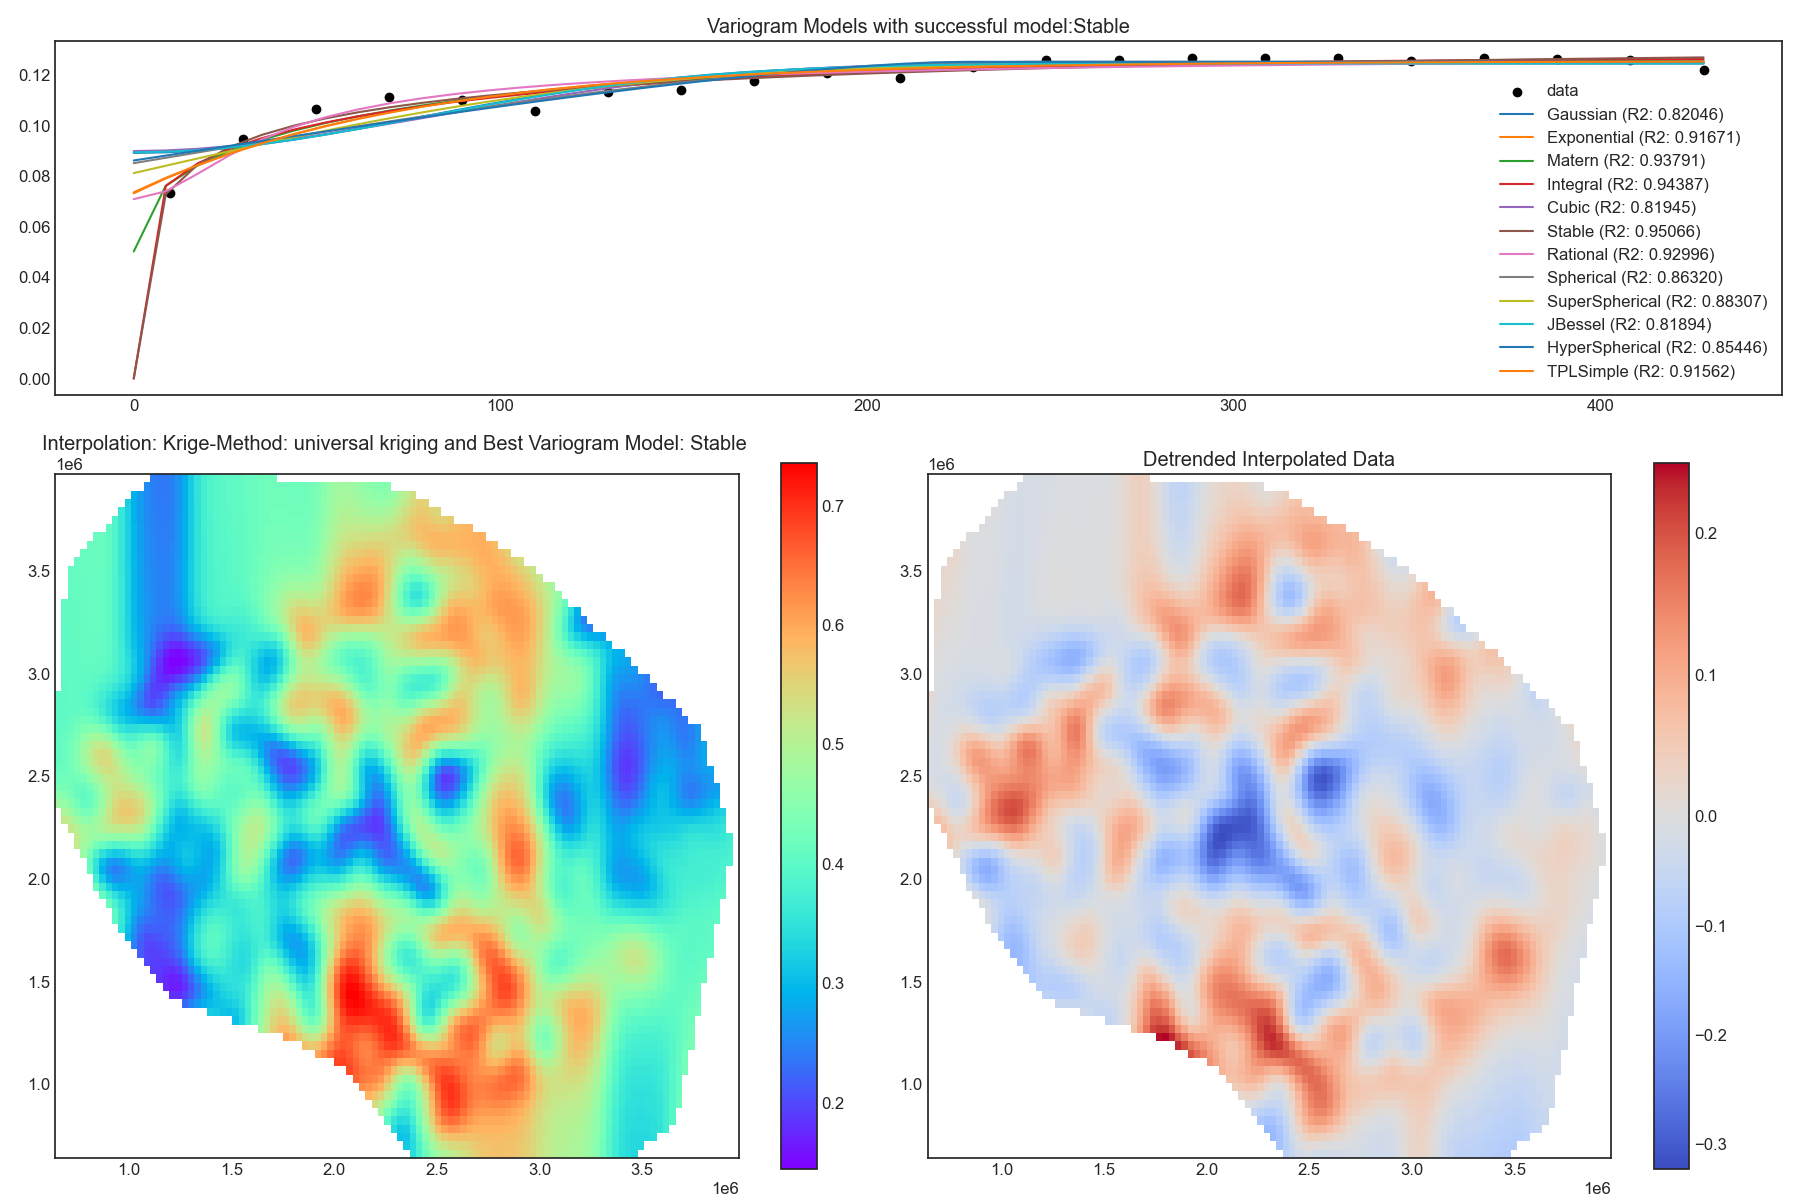 Variogram Models with successful model:Stable
0.12
0.10
0.08
0.06
0.04
0.02
0.00
0 100 200 300 400
data
Gaussian (R2: 0.82046)
Exponential (R2: 0.91671)
Matern (R2: 0.93791)
Integral (R2: 0.94387)
Cubic (R2: 0.81945)
Stable (R2: 0.95066)
Rational (R2: 0.92996)
Spherical (R2: 0.86320)
SuperSpherical (R2: 0.88307)
JBessel (R2: 0.81894)
HyperSpherical (R2: 0.85446)
TPLSimple (R2: 0.91562)
Interpolation: Krige-Method: universal kriging and Best Variogram Model: Stable
1e6
3.5
3.0
2.5
2.0
1.5
1.0
1.0 1.5 2.0 2.5 3.0 3.5
1e6
0.7
0.6
0.5
0.4
0.3
0.2
Detrended Interpolated Data
1e6
3.5
3.0
2.5
2.0
1.5
1.0
1.0 1.5 2.0 2.5 3.0 3.5
1e6
0.2
0.1
0.0
−0.1
−0.2
−0.3